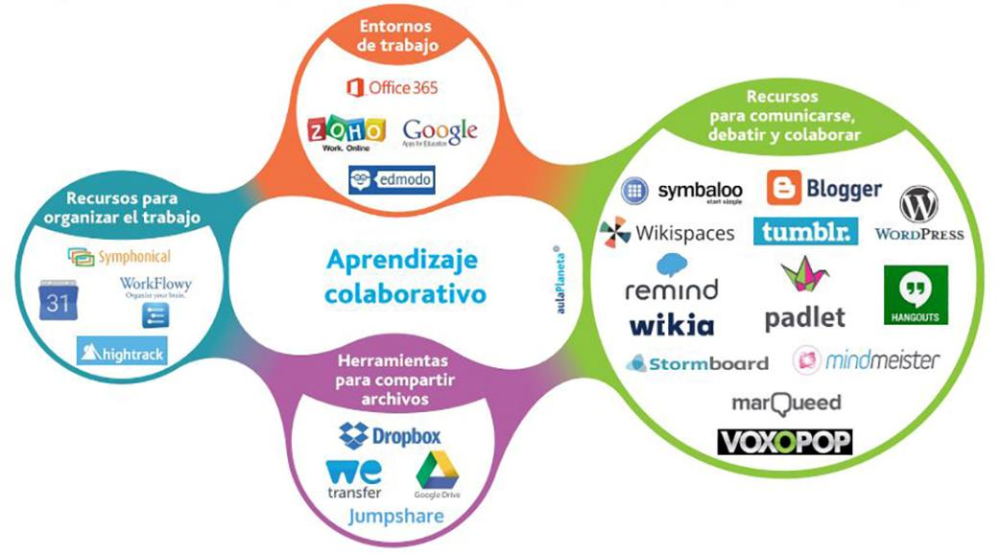 Entornos
de trabajo
Office 365
ZOHO
Work. Online
Google
Apps for Education
edmodo
Recursos para
organizar el trabajo
Symphonical
31
WorkFlowy
Organize your brain.
hightrack
Aprendizaje
colaborativo
aulaPlaneta®
Herramientas
para compartir
archivos
Dropbox
we
transfer
Google Drive
Jumpshare
Recursos
para comunicarse,
debatir y colaborar
symbaloo
start simple
Blogger
WORDPRESS
Wikispaces
tumblr.
remind
padlet
HANGOUTS
wikia
Stormboard
mindmeister
marQueed
VOXOPOP